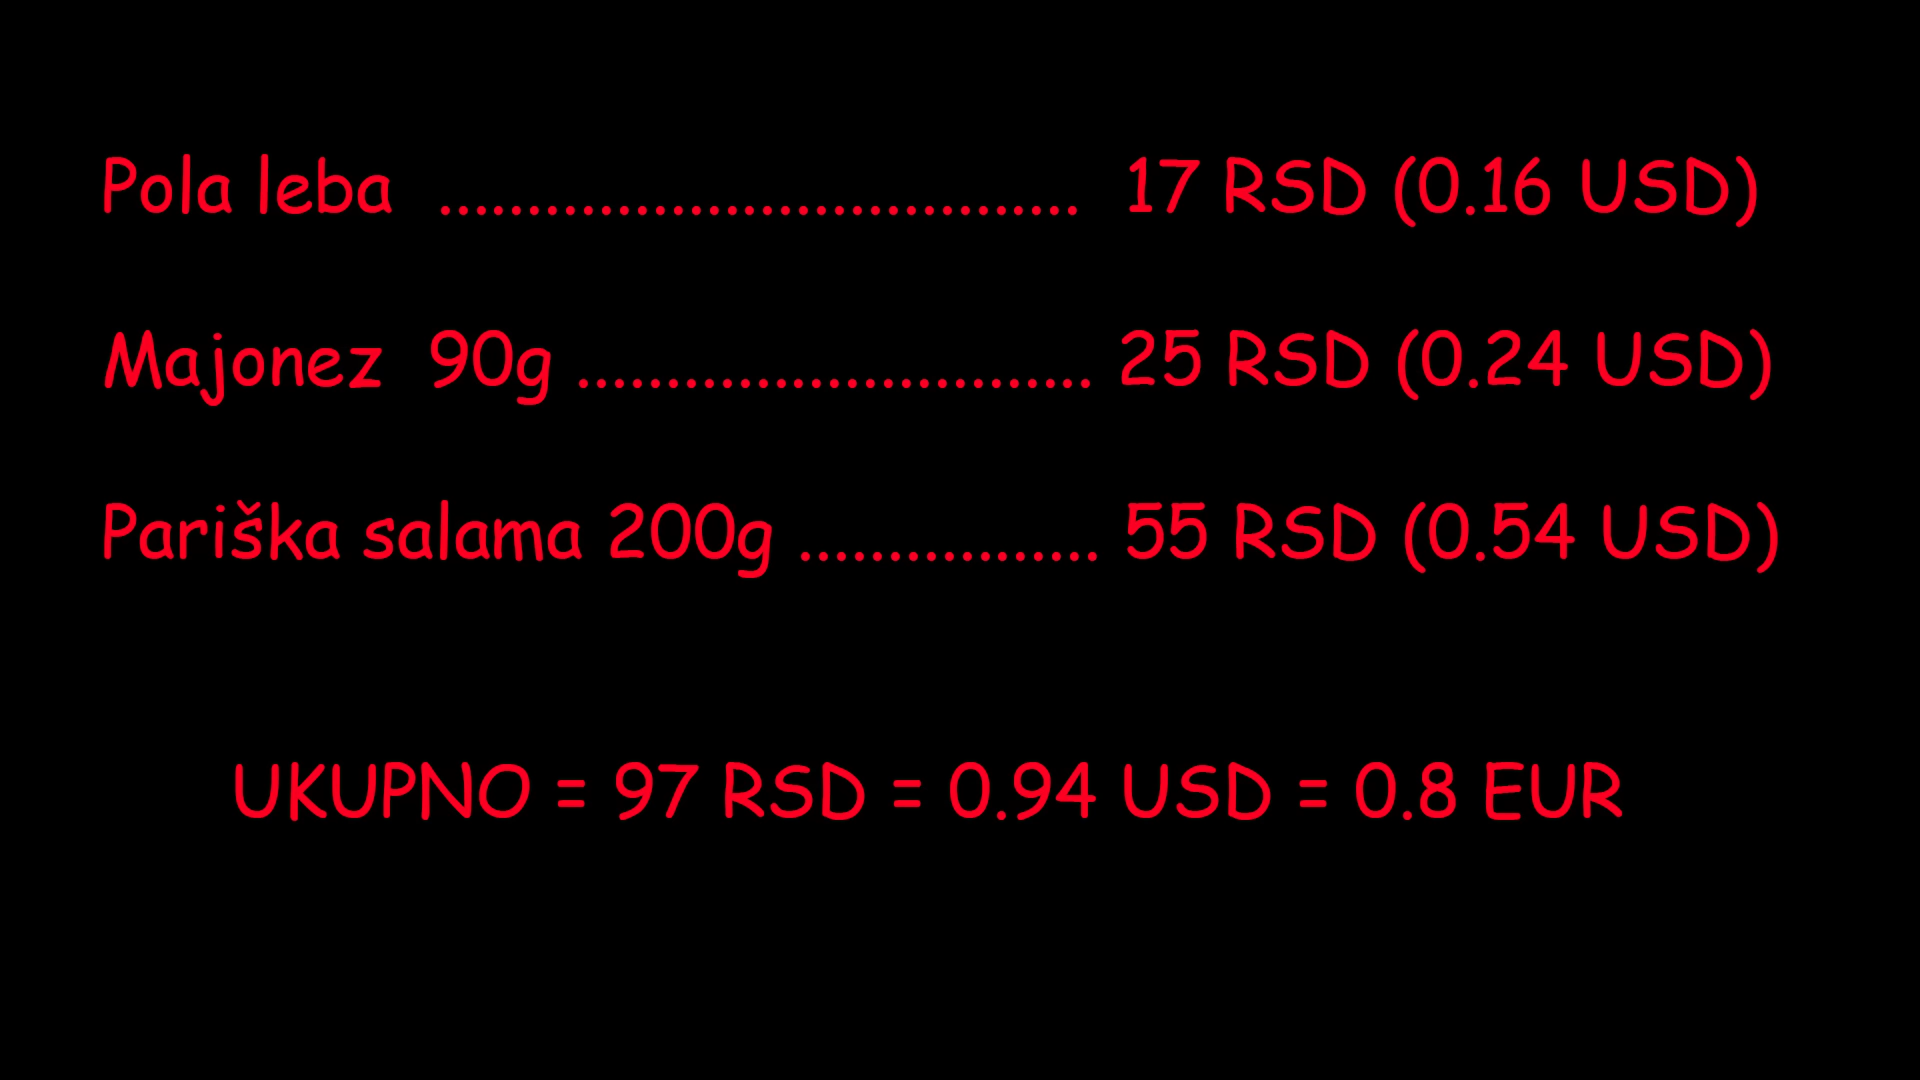 Pola leba .................................... 17 RSD (0.16 USD)
Majonez 90g ............................. 25 RSD (0.24 USD)
Pariška salama 200g ................. 55 RSD (0.54 USD)
UKUPNO = 97 RSD = 0.94 USD = 0.8 EUR